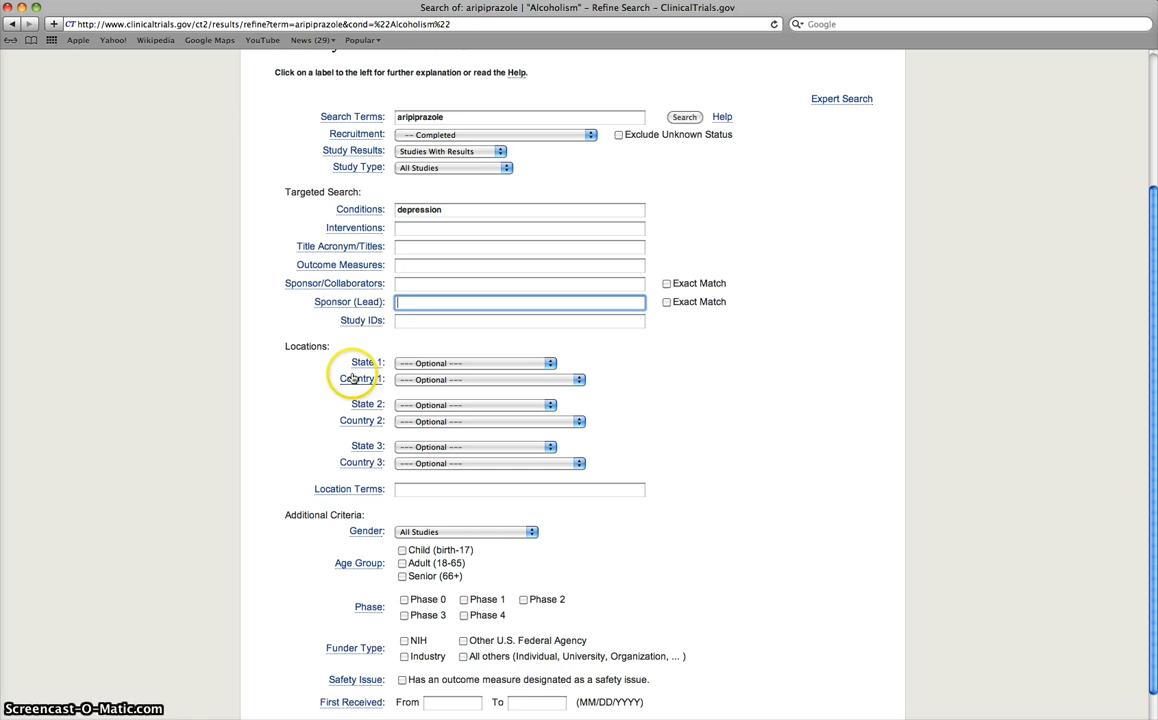 Search of: aripiprazole | "Alcoholism" – Refine Search – ClinicalTrials.gov
CT http://www.clinicaltrials.gov/ct2/results/refine?term=aripiprazole&cond=%22Alcoholism%22
Google
Apple Yahoo! Wikipedia Google Maps YouTube News (29) Popular
Click on a label to the left for further explanation or read the Help.
Expert Search
Search Terms: aripiprazole Search Help
Recruitment: -- Completed Exclude Unknown Status
Study Results: Studies With Results
Study Type: All Studies
Targeted Search:
Conditions: depression
Interventions:
Title Acronym/Titles:
Outcome Measures:
Sponsor/Collaborators: Exact Match
Sponsor (Lead): Exact Match
Study IDs:
Locations:
State 1: --- Optional ---
Country 1: --- Optional ---
State 2: --- Optional ---
Country 2: --- Optional ---
State 3: --- Optional ---
Country 3: --- Optional ---
Location Terms:
Additional Criteria:
Gender: All Studies
Age Group: Child (birth-17)
Adult (18-65)
Senior (66+)
Phase: Phase 0 Phase 1 Phase 2
Phase 3 Phase 4
Funder Type: NIH Other U.S. Federal Agency
Industry All others (Individual, University, Organization, ... )
Safety Issue: Has an outcome measure designated as a safety issue.
First Received: From To (MM/DD/YYYY)
Screencast-O-Matic.com